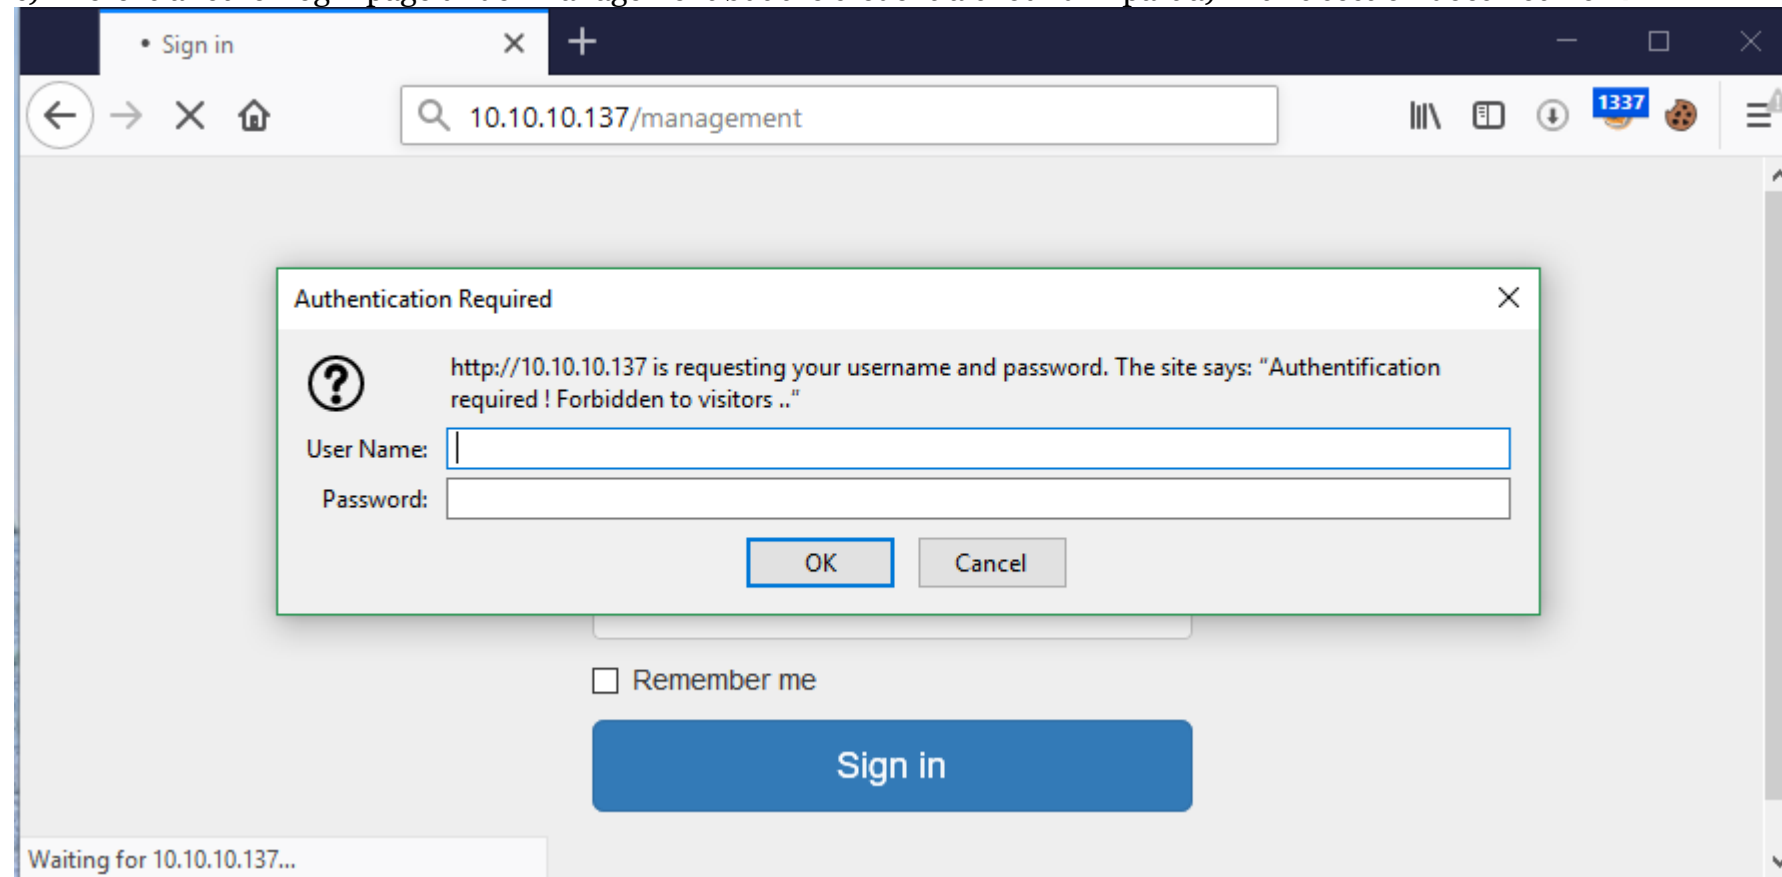 Sign in
10.10.10.137/management
1337
Authentication Required
http://10.10.10.137 is requesting your username and password. The site says: “Authentification
required ! Forbidden to visitors ..”
User Name:
Password:
OK Cancel
Remember me
Sign in
Waiting for 10.10.10.137...